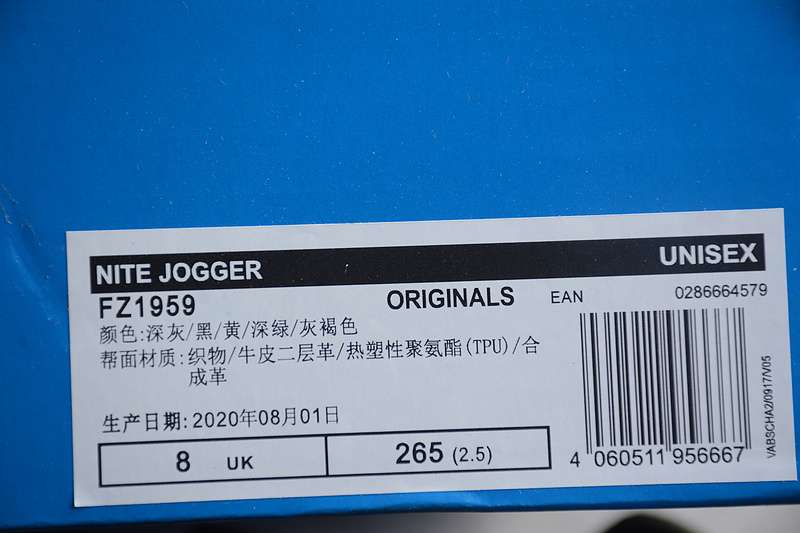 NITE JOGGER UNISEX
FZ1959 ORIGINALS EAN 0286664579
颜色:深灰/黑/黄/深绿/灰褐色
帮面材质:织物/牛皮二层革/热塑性聚氨酯(TPU)/合
成革
生产日期:2020年08月01日
8 UK 265 (2.5)
4 060511 956667
VABSCHA2/0917/V05